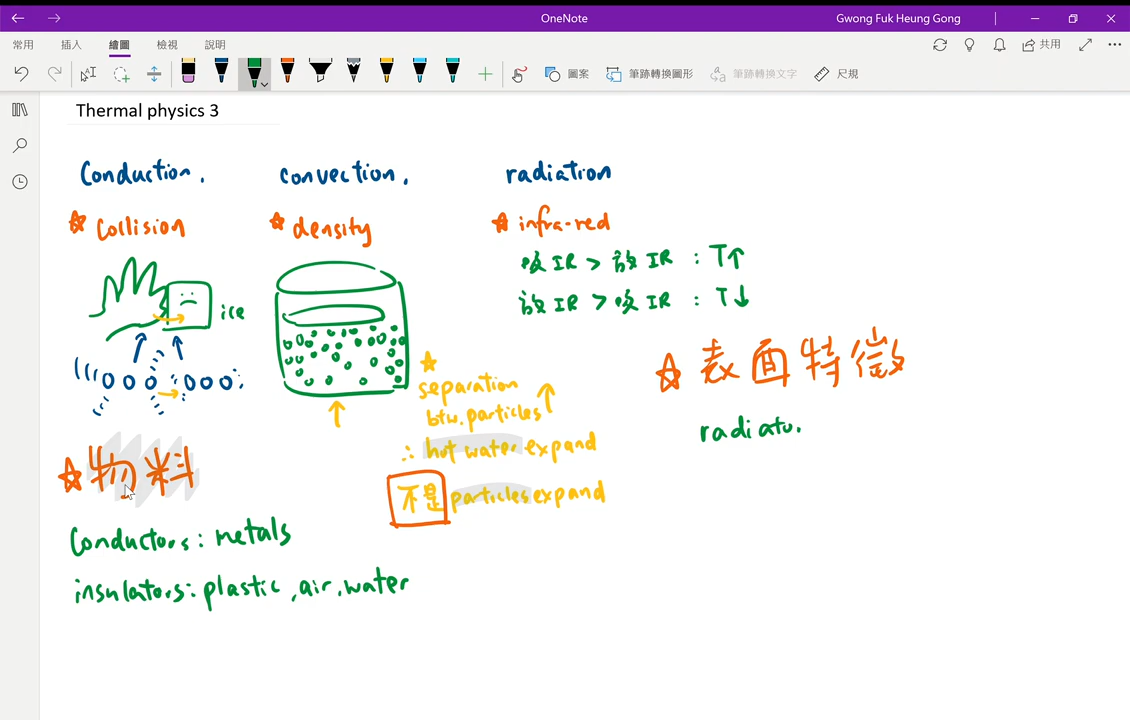 OneNote
Gwong Fuk Heung Gong
常用 插入 繪圖 檢視 說明
共用
圖案 筆跡轉換圖形 筆跡轉換文字 尺規
Thermal physics 3
Conduction, convection, radiation
☆ Collision ☆ density ☆ infra-red
吸 IR > 放 IR : T↑
放 IR > 吸 IR : T↓
ice
☆ 表面特徵
☆
separation
btw. particles ↑
∴ hot water expand
radiatu.
☆ 物料
不是 particles expand
Conductors: metals
insulators: plastic, air, water